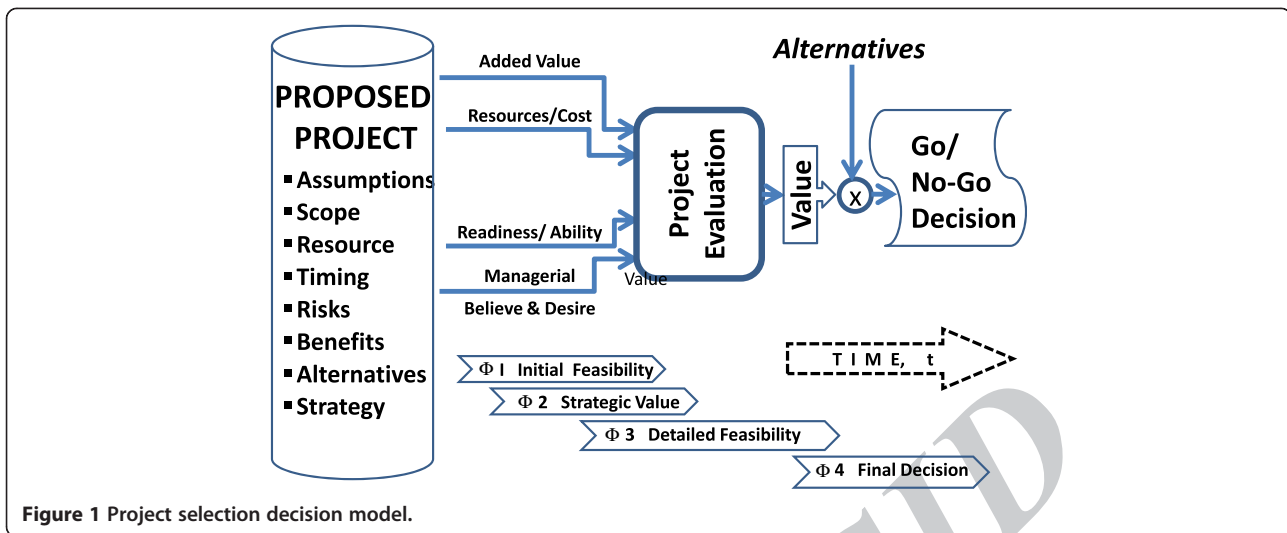 PROPOSED
PROJECT
▪ Assumptions
▪ Scope
▪ Resource
▪ Timing
▪ Risks
▪ Benefits
▪ Alternatives
▪ Strategy
Added Value
Resources/Cost
Readiness/ Ability
Managerial
Believe & Desire
Project
Evaluation
Value
Value
Alternatives
X
Go/
No-Go
Decision
TIME, t
Φ 1 Initial Feasibility
Φ 2 Strategic Value
Φ 3 Detailed Feasibility
Φ 4 Final Decision
Figure 1 Project selection decision model.